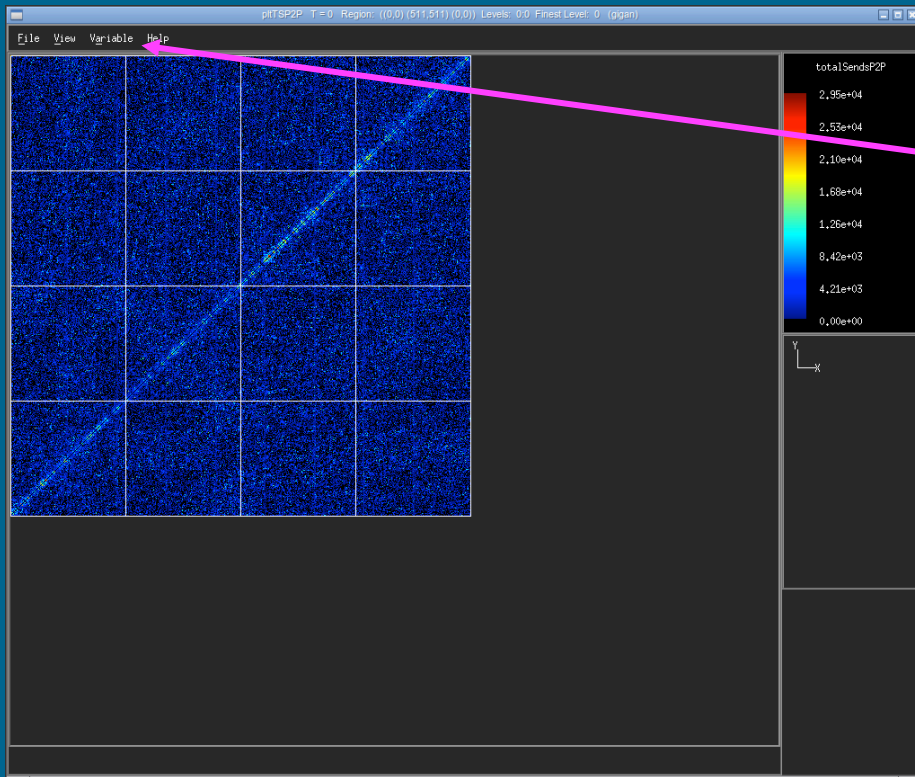 pltTSP2P T = 0 Region: ((0,0) (511,511) (0,0)) Levels: 0:0 Finest Level: 0 (gigan)
File View Variable Help
totalSendsP2P
2.95e+04
2.53e+04
2.10e+04
1.68e+04
1.26e+04
8.42e+03
4.21e+03
0.00e+00
Y
X